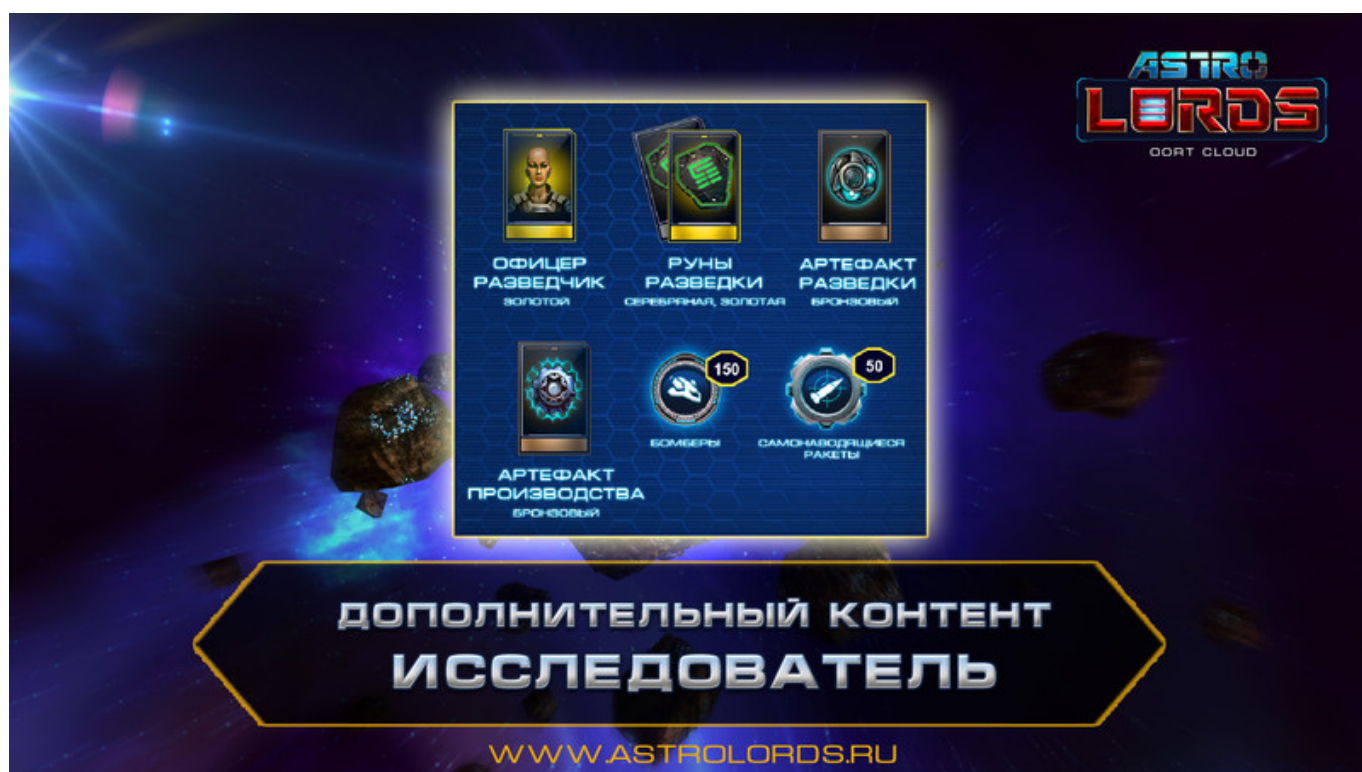 ASTRO
LORDS
OORT CLOUD
ОФИЦЕР
РАЗВЕДЧИК
ЗОЛОТОЙ
РУНЫ
РАЗВЕДКИ
СЕРЕБРЯНАЯ, ЗОЛОТАЯ
АРТЕФАКТ
РАЗВЕДКИ
БРОНЗОВЫЙ
АРТЕФАКТ
ПРОИЗВОДСТВА
БРОНЗОВЫЙ
150
БОМБЕРЫ
50
САМОНАВОДЯЩИЕСЯ
РАКЕТЫ
ДОПОЛНИТЕЛЬНЫЙ КОНТЕНТ
ИССЛЕДОВАТЕЛЬ
WWW.ASTROLORDS.RU